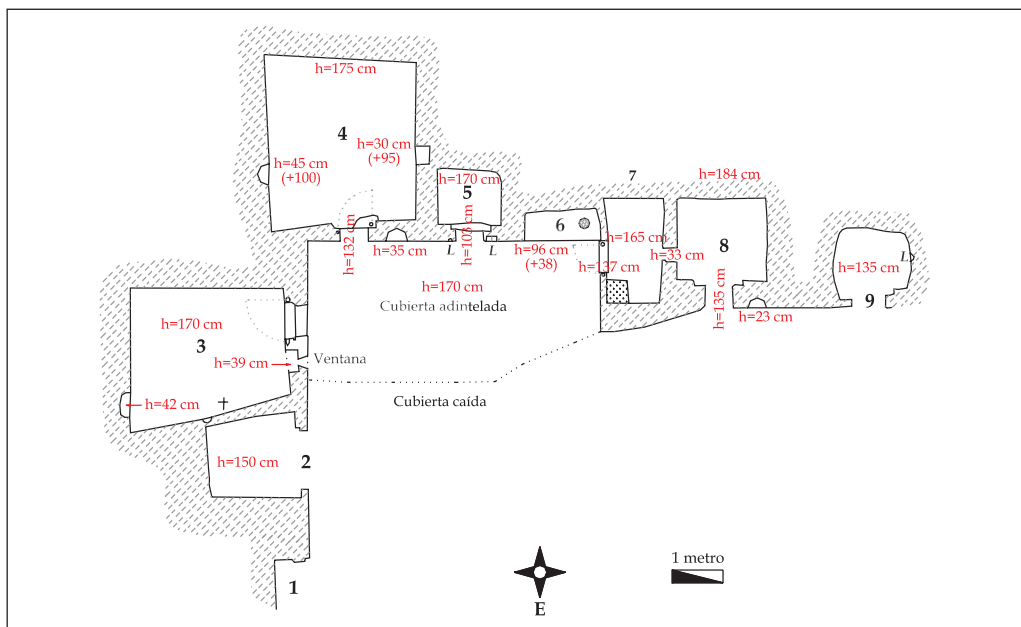 h=175 cm
4
h=30 cm
(+95)
h=45 cm
(+100)
h=170 cm
5
7
h=184 cm
h=132 cm
h=35 cm
L
h=103 cm
L
6
h=96 cm
(+38)
h=165 cm
h=137 cm
h=33 cm
8
h=135 cm
h=23 cm
L
h=135 cm
9
h=170 cm
Cubierta adintelada
h=170 cm
3
h=39 cm
Ventana
Cubierta caída
h=42 cm
h=150 cm
2
1
E
1 metro